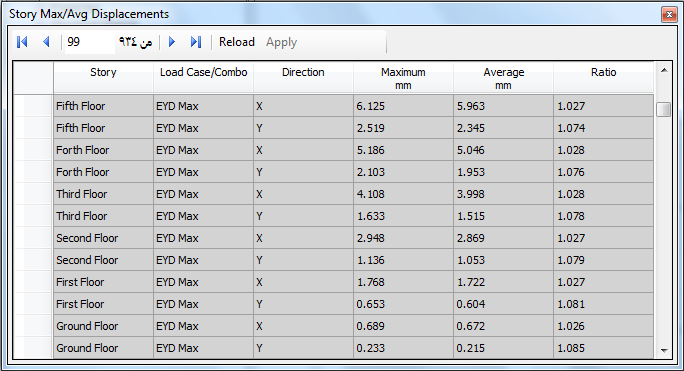 Story Max/Avg Displacements
99 من ٩٣٤ Reload Apply
Story Load Case/Combo Direction Maximum mm Average mm Ratio
Fifth Floor EYD Max X 6.125 5.963 1.027
Fifth Floor EYD Max Y 2.519 2.345 1.074
Forth Floor EYD Max X 5.186 5.046 1.028
Forth Floor EYD Max Y 2.103 1.953 1.076
Third Floor EYD Max X 4.108 3.998 1.028
Third Floor EYD Max Y 1.633 1.515 1.078
Second Floor EYD Max X 2.948 2.869 1.027
Second Floor EYD Max Y 1.136 1.053 1.079
First Floor EYD Max X 1.768 1.722 1.027
First Floor EYD Max Y 0.653 0.604 1.081
Ground Floor EYD Max X 0.689 0.672 1.026
Ground Floor EYD Max Y 0.233 0.215 1.085